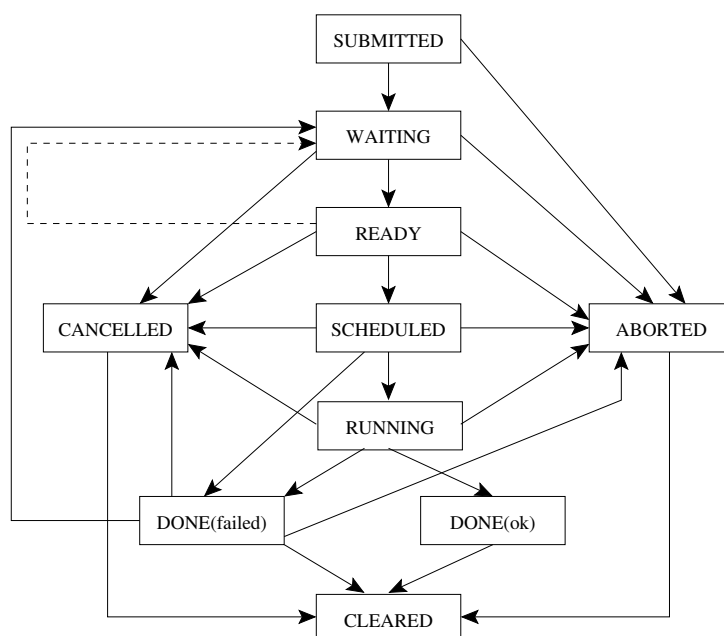 SUBMITTED
WAITING
READY
CANCELLED
SCHEDULED
ABORTED
RUNNING
DONE(failed)
DONE(ok)
CLEARED